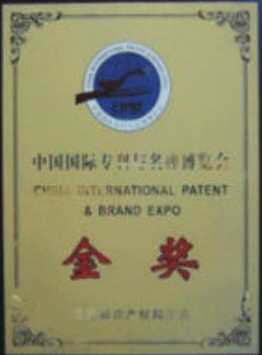 中国国际专利与名牌博览会
CHINA INTERNATIONAL PATENT
& BRAND EXPO
金奖